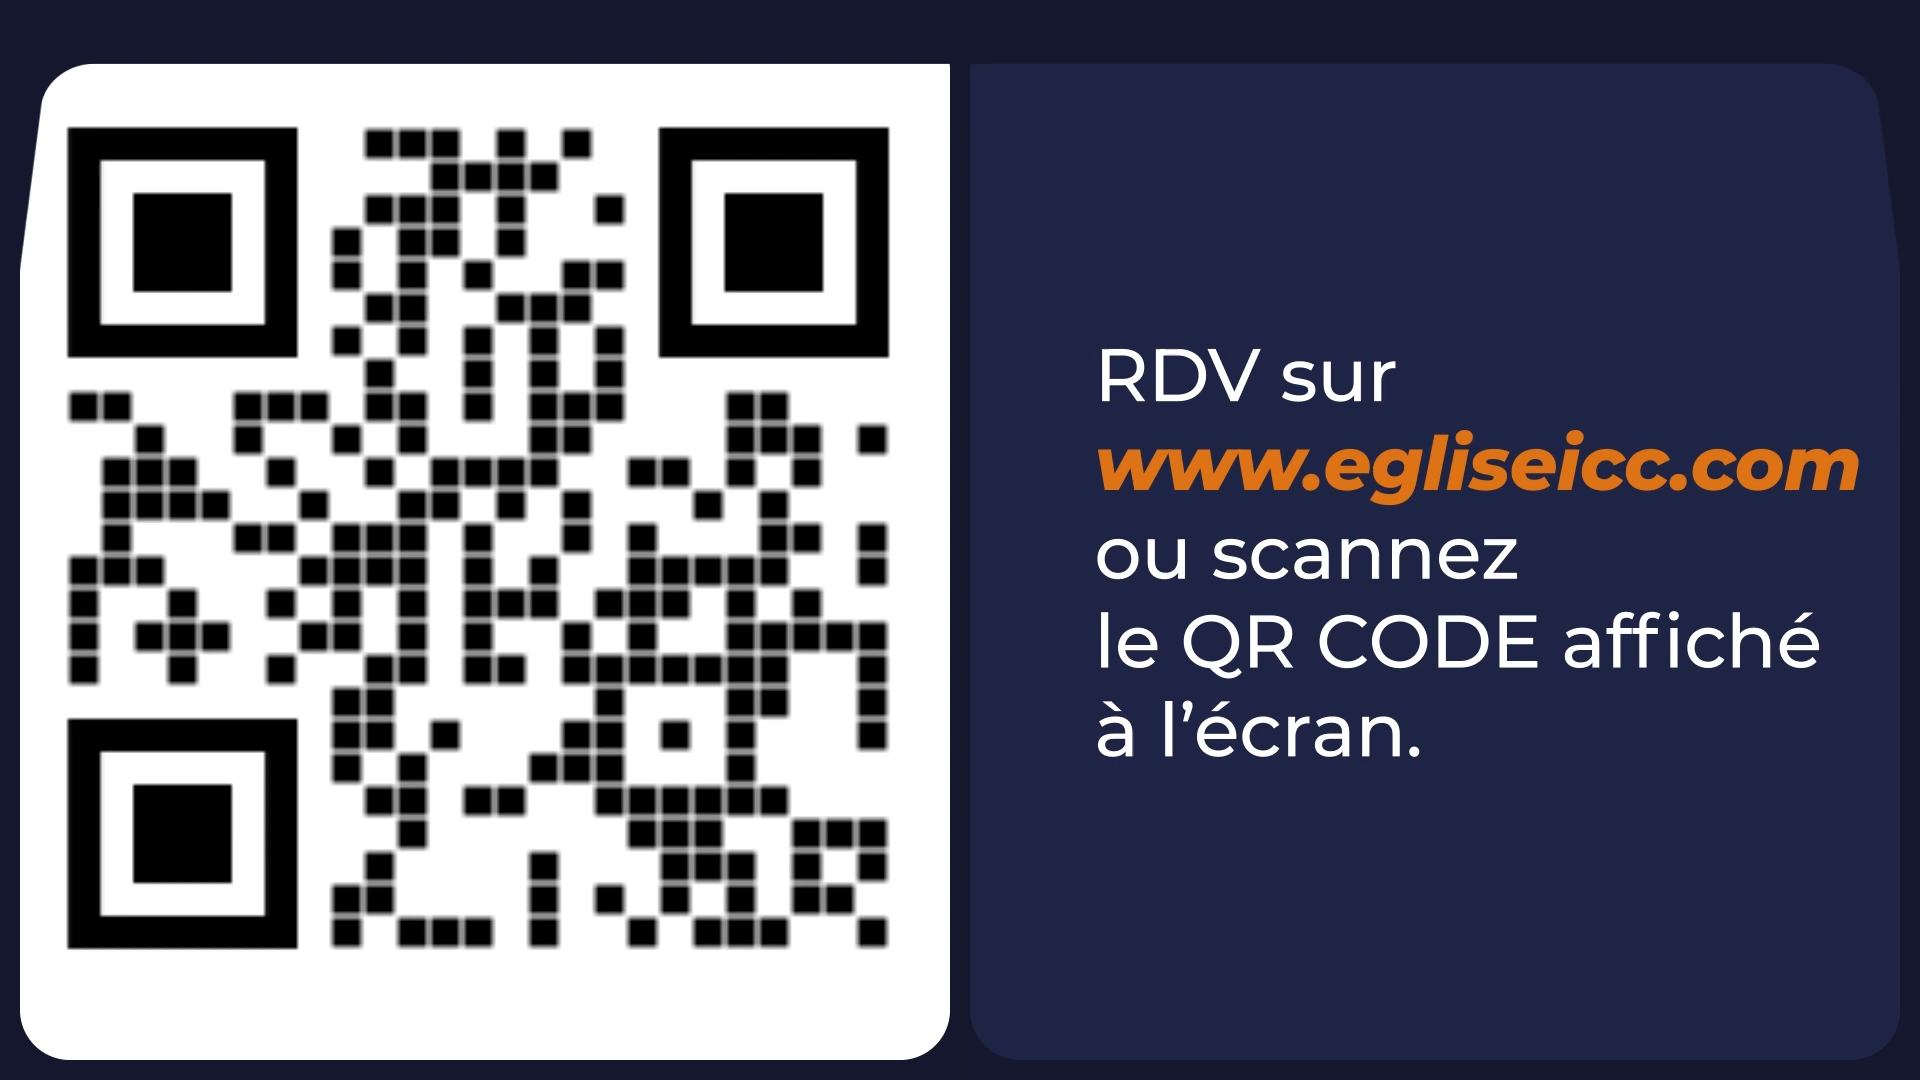 RDV sur
www.egliseicc.com
ou scannez
le QR CODE affiché
à l’écran.